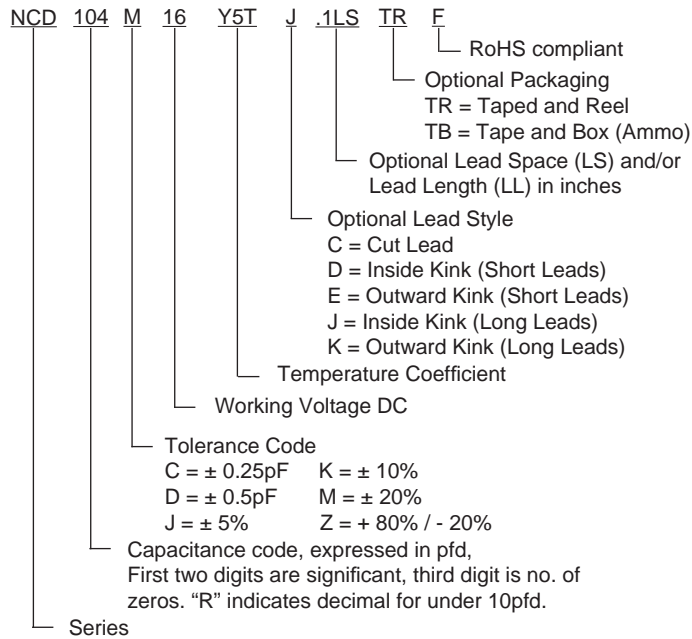 NCD 104 M 16 Y5T J .1LS TR F
RoHS compliant
Optional Packaging
TR = Taped and Reel
TB = Tape and Box (Ammo)
Optional Lead Space (LS) and/or
Lead Length (LL) in inches
Optional Lead Style
C = Cut Lead
D = Inside Kink (Short Leads)
E = Outward Kink (Short Leads)
J = Inside Kink (Long Leads)
K = Outward Kink (Long Leads)
Temperature Coefficient
Working Voltage DC
Tolerance Code
C = ± 0.25pF K = ± 10%
D = ± 0.5pF M = ± 20%
J = ± 5% Z = + 80% / - 20%
Capacitance code, expressed in pfd,
First two digits are significant, third digit is no. of
zeros. “R” indicates decimal for under 10pfd.
Series